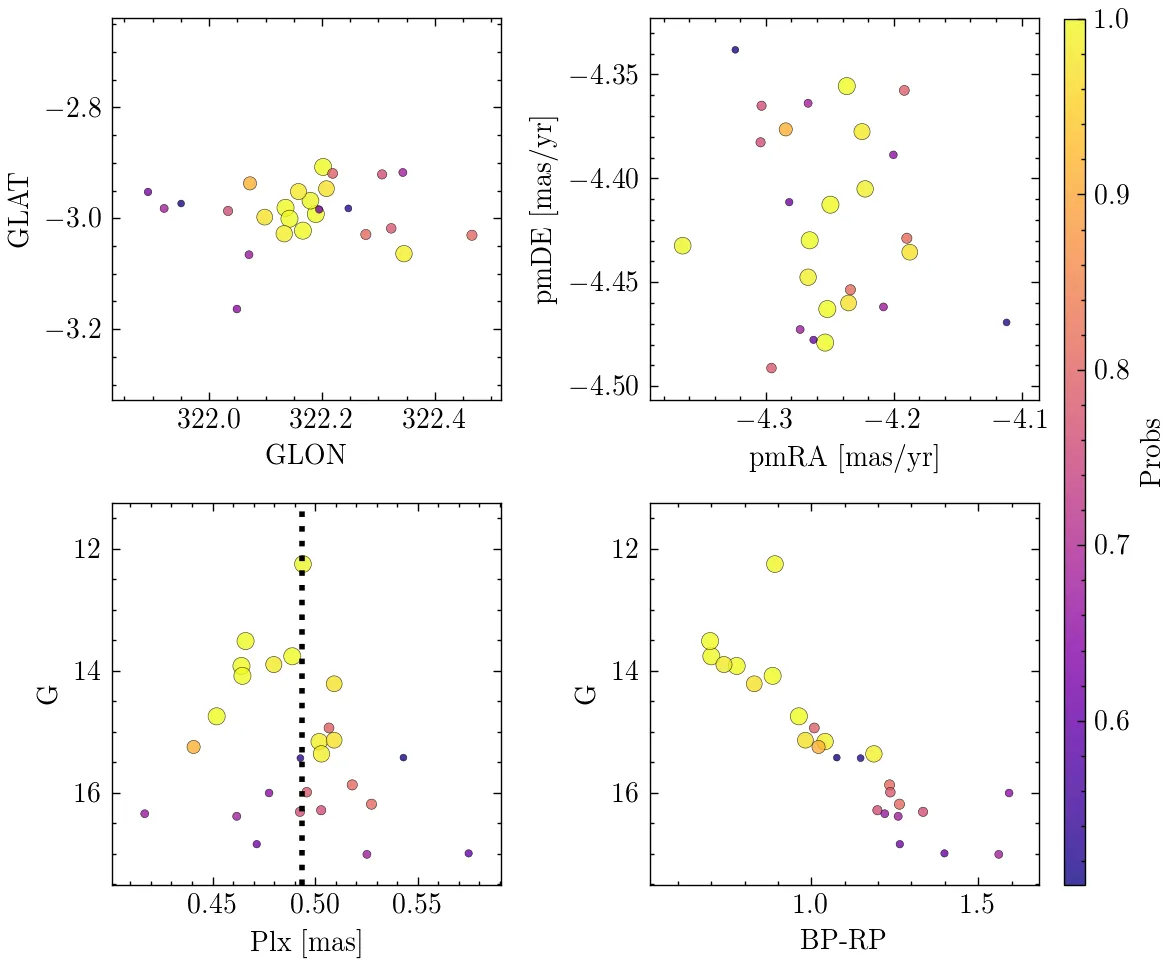 −2.8
−3.0
−3.2
GLAT
322.0 322.2 322.4
GLON
−4.35
−4.40
−4.45
−4.50
pmDE [mas/yr]
−4.3 −4.2 −4.1
pmRA [mas/yr]
12
14
16
G
0.45 0.50 0.55
Plx [mas]
12
14
16
G
1.0 1.5
BP-RP
1.0
0.9
0.8
0.7
0.6
Probs